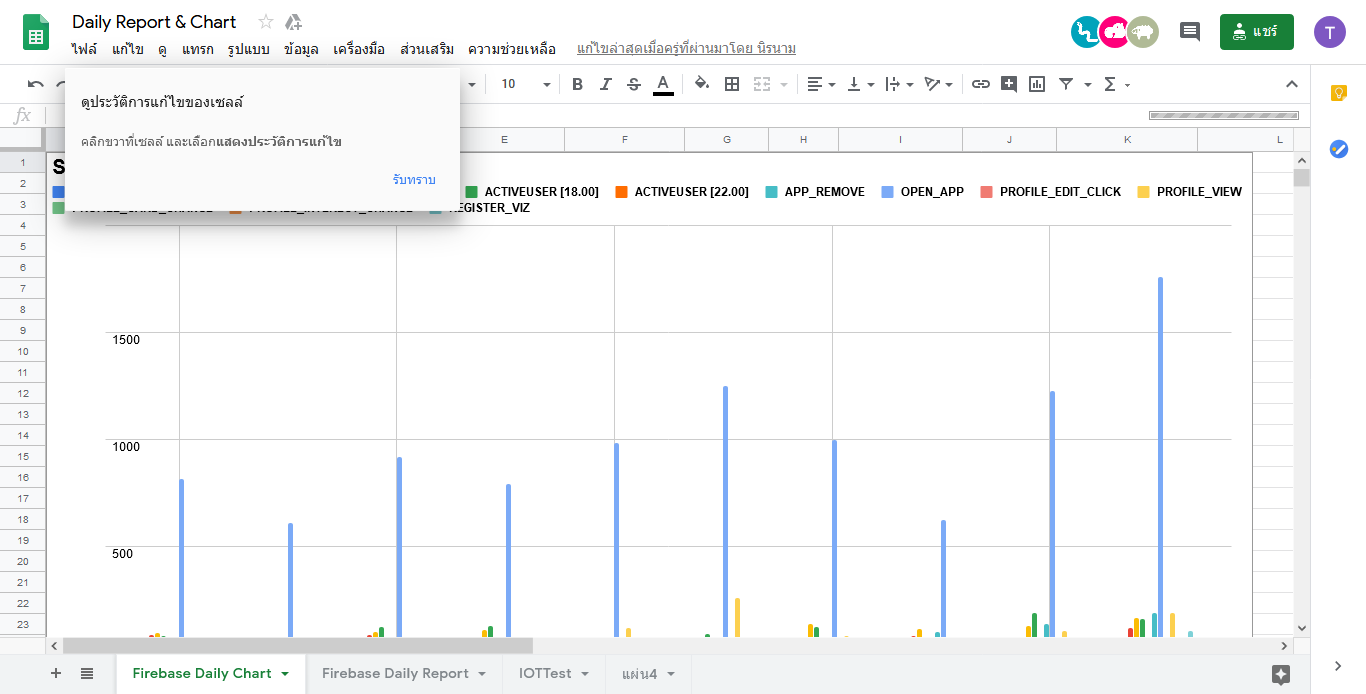 Daily Report & Chart
ไฟล์ แก้ไข ดู แทรก รูปแบบ ข้อมูล เครื่องมือ ส่วนเสริม ความช่วยเหลือ แก้ไขล่าสุดเมื่อครู่ที่ผ่านมาโดย นิรนาม
แชร์
T
10 B I S A
fx
ดูประวัติการแก้ไขของเซลล์
คลิกขวาที่เซลล์ และเลือกแสดงประวัติการแก้ไข
รับทราบ
E F G H I J K L
1 S
2 ACTIVEUSER [18.00] ACTIVEUSER [22.00] APP_REMOVE OPEN_APP PROFILE_EDIT_CLICK PROFILE_VIEW
3 REGISTER_VIZ
4
5
6
7
8
9
1500
10
11
12
13
14
1000
15
16
17
18
19
500
20
21
22
23
Firebase Daily Chart Firebase Daily Report IOTTest แผ่น4